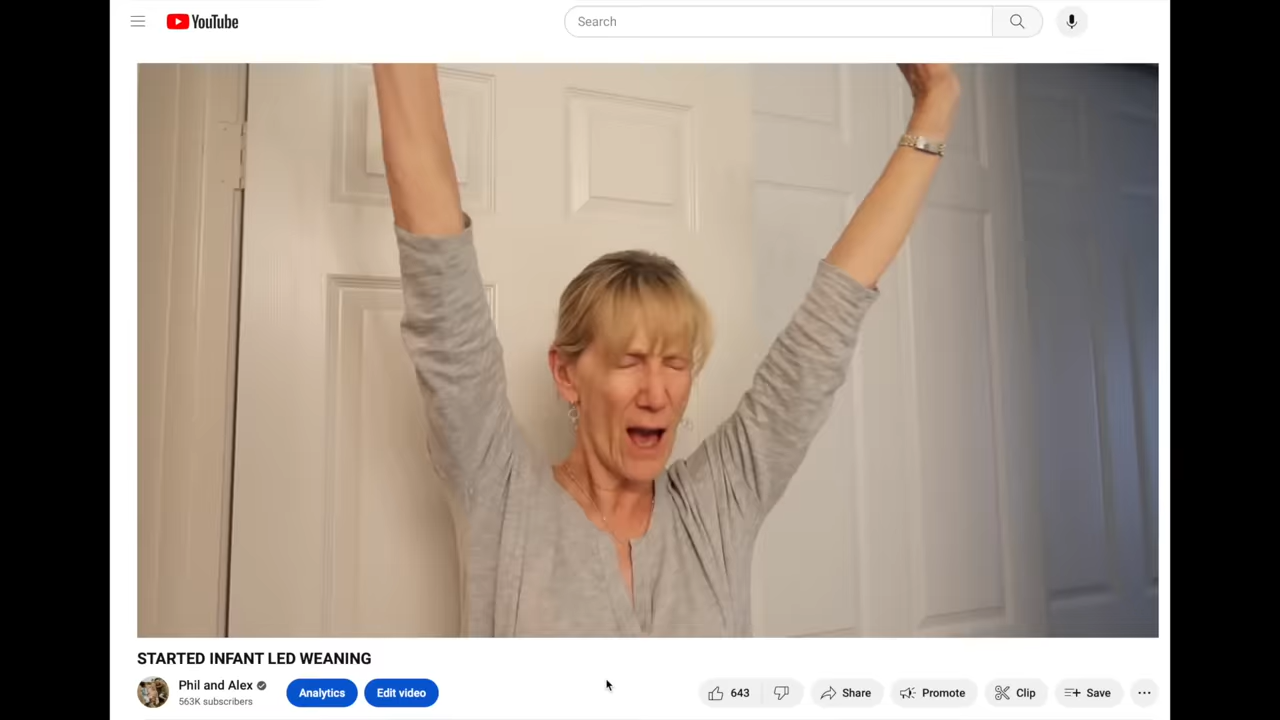 YouTube
Search
STARTED INFANT LED WEANING
Phil and Alex
563K subscribers
Analytics
Edit video
643
Share
Promote
Clip
Save